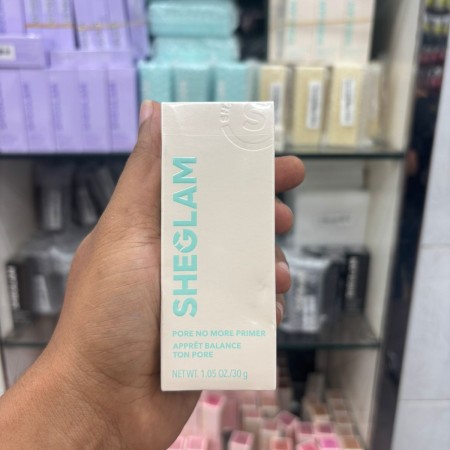 SHEGLAM
PORE NO MORE PRIMER
APPRÊT BALANCE
TON PORE
NET WT. 1.05 OZ/30 g